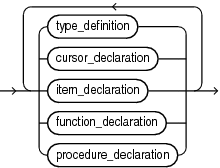 type_definition
cursor_declaration
item_declaration
function_declaration
procedure_declaration